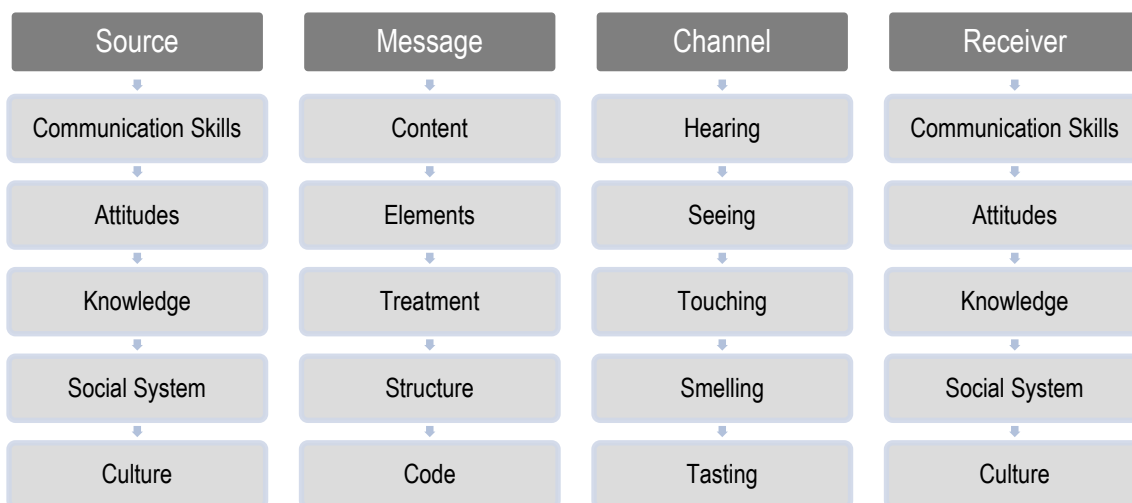 Source
Communication Skills
Attitudes
Knowledge
Social System
Culture
Message
Content
Elements
Treatment
Structure
Code
Channel
Hearing
Seeing
Touching
Smelling
Tasting
Receiver
Communication Skills
Attitudes
Knowledge
Social System
Culture